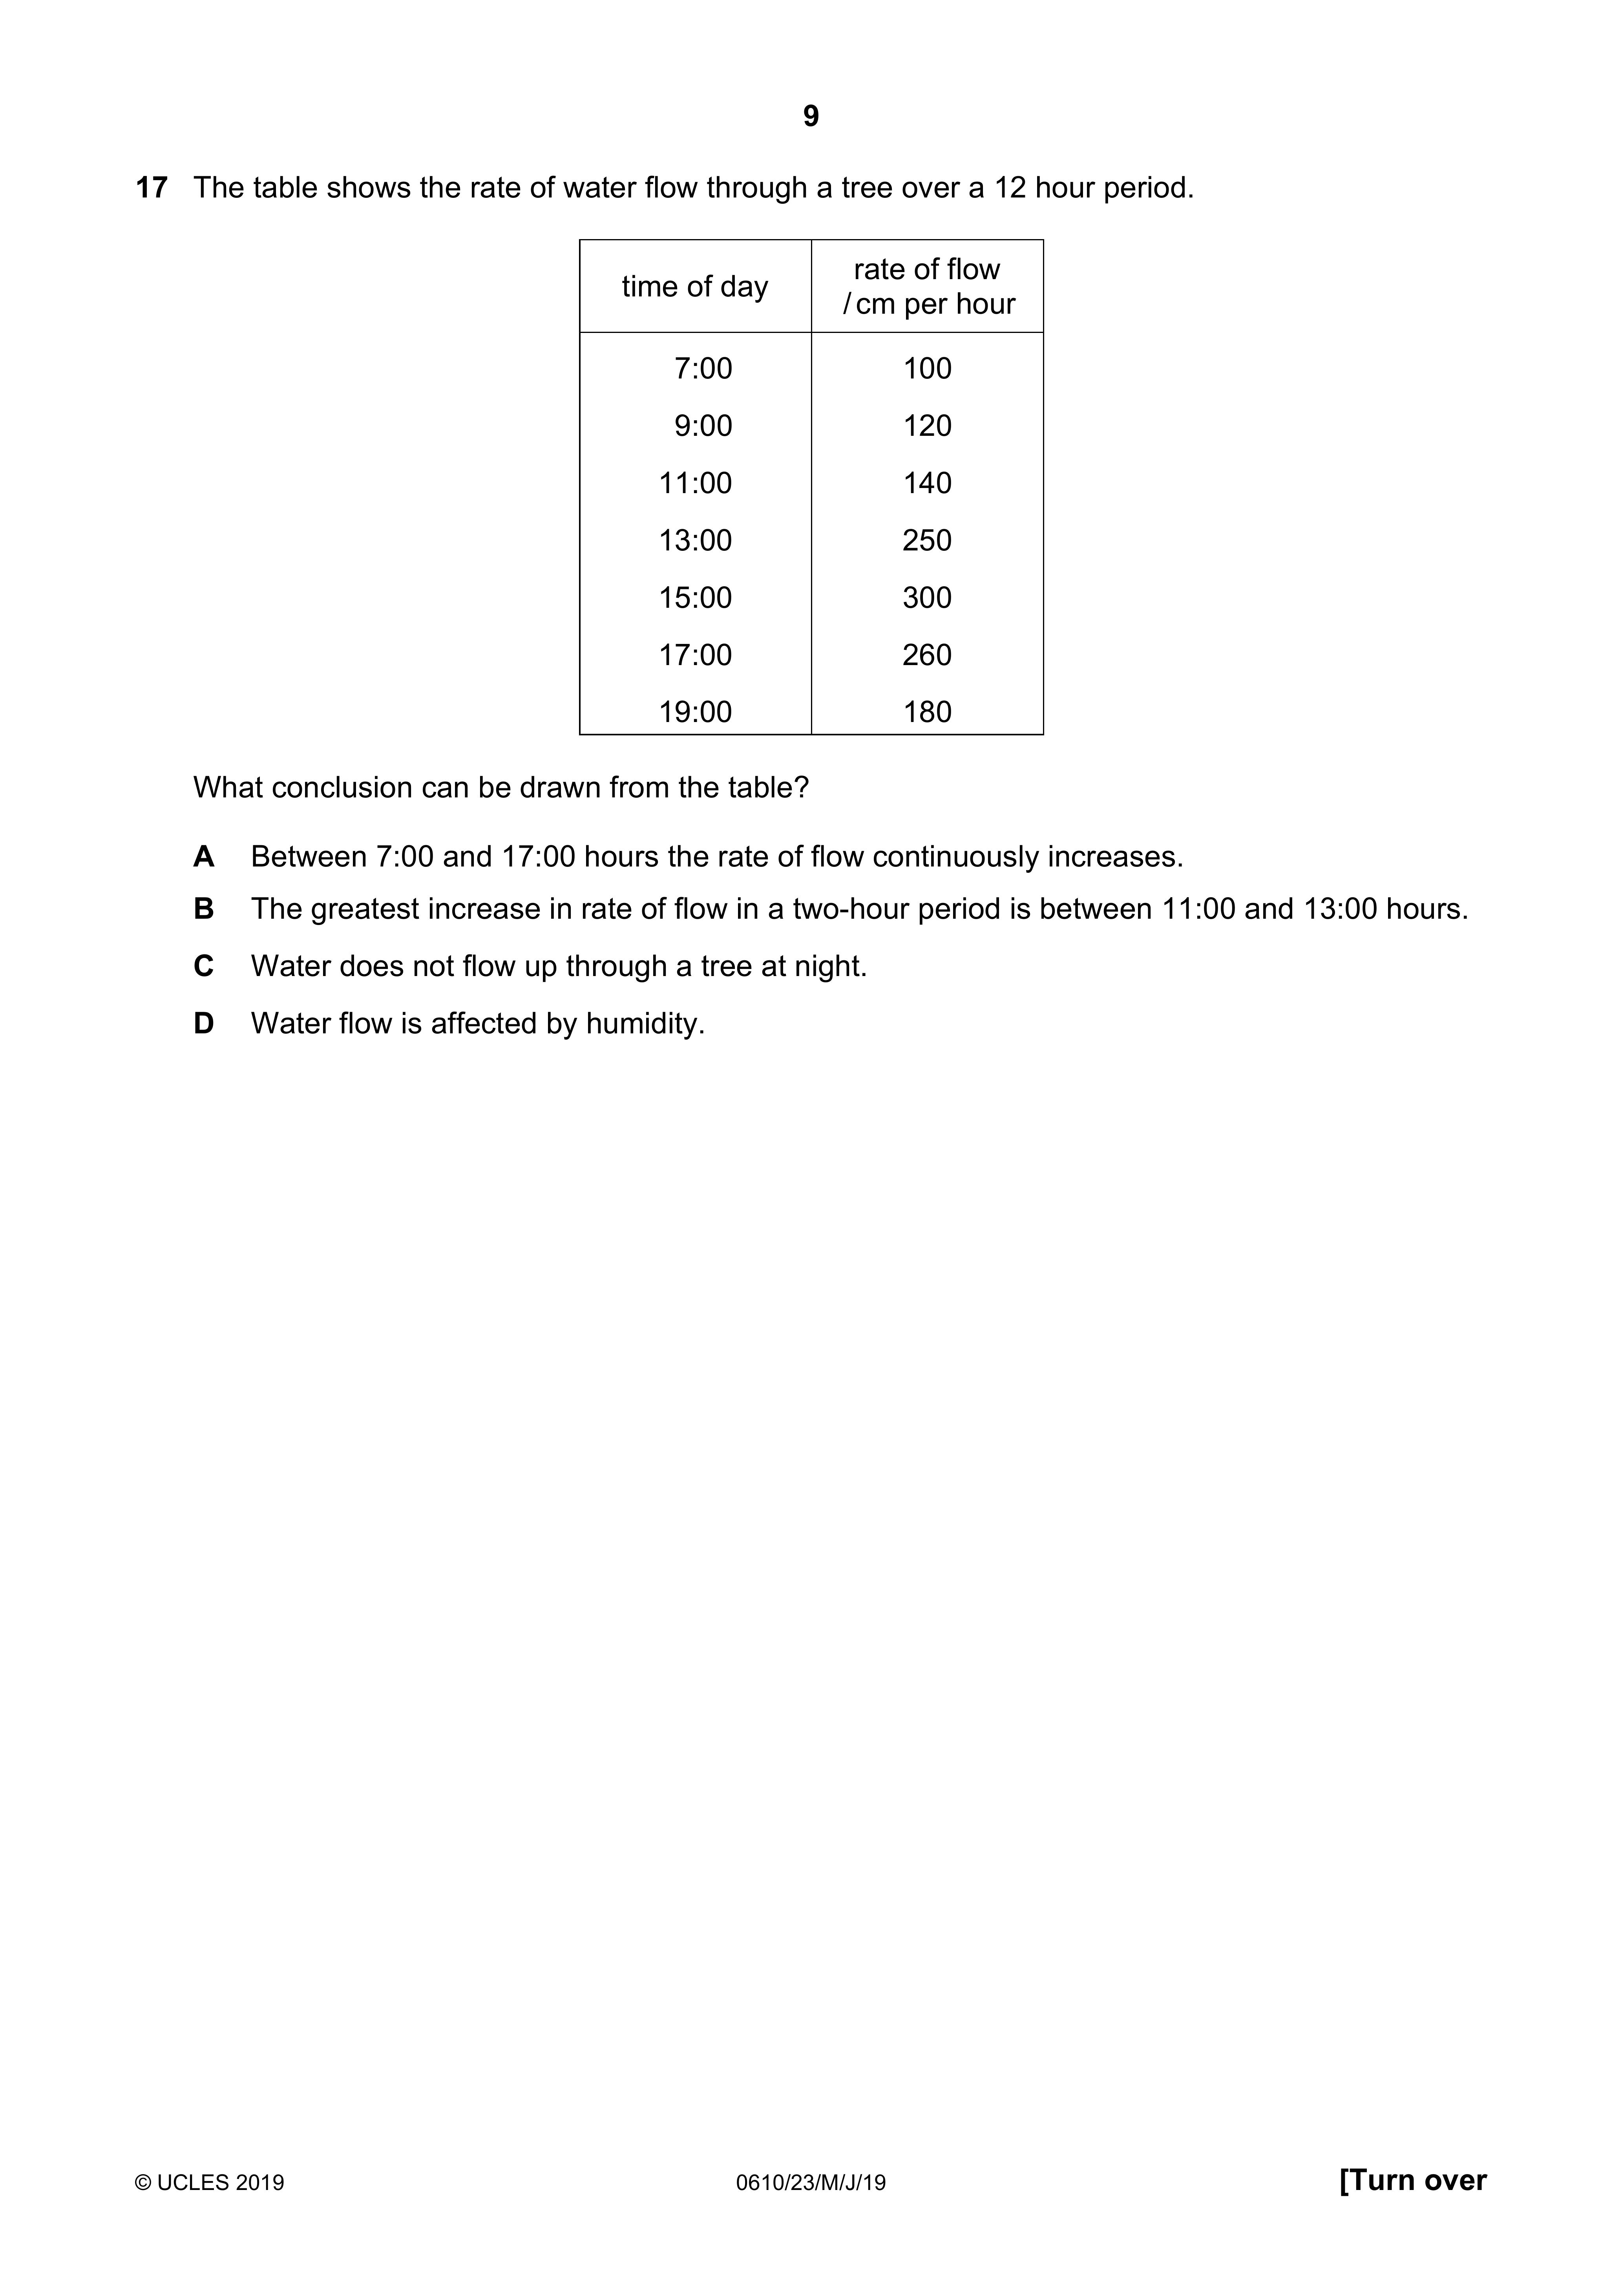 9
17 The table shows the rate of water flow through a tree over a 12 hour period.
time of day rate of flow
/ cm per hour
7:00 100
9:00 120
11:00 140
13:00 250
15:00 300
17:00 260
19:00 180
What conclusion can be drawn from the table?
A Between 7:00 and 17:00 hours the rate of flow continuously increases.
B The greatest increase in rate of flow in a two-hour period is between 11:00 and 13:00 hours.
C Water does not flow up through a tree at night.
D Water flow is affected by humidity.
© UCLES 2019 0610/23/M/J/19 [Turn over